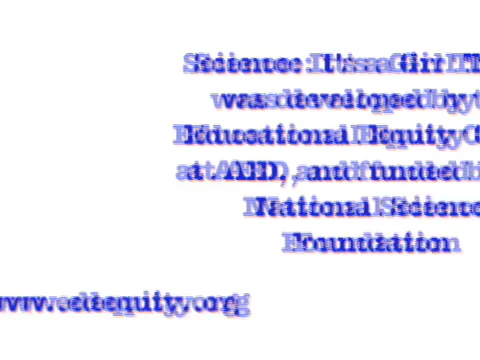 Science: It's a Girl
was developed by
Educational Equity
at AED, and funded
National Science
Foundation
www.edequity.org